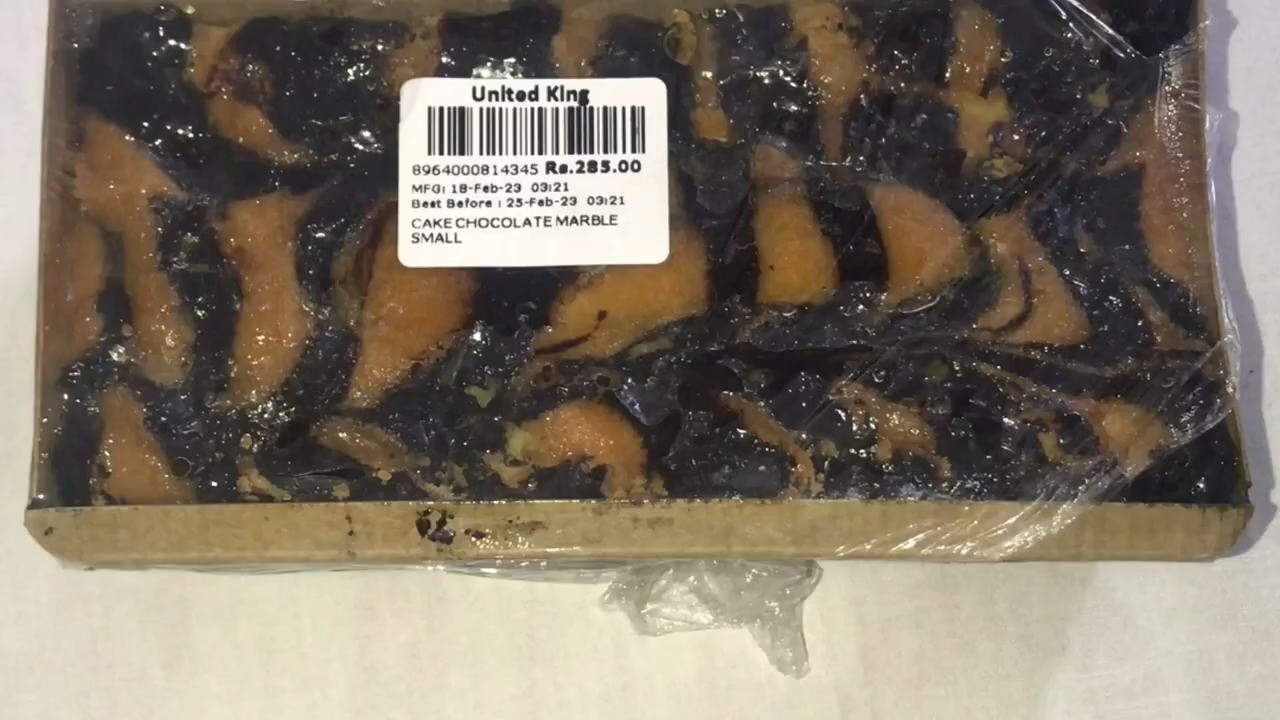 United King
8964000814345 Rs.285.00
MFG: 18-Feb-23 03:21
Best Before : 25-Feb-23 03:21
CAKE CHOCOLATE MARBLE
SMALL